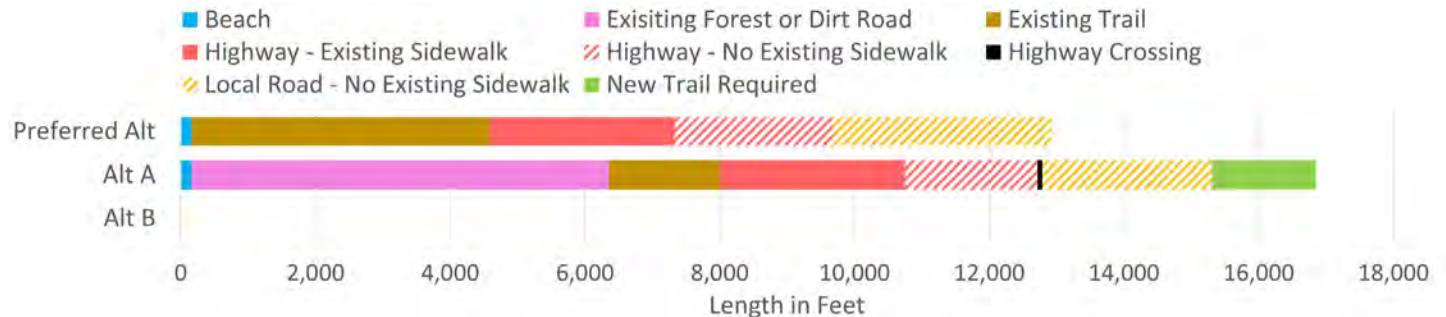 Beach
Exisiting Forest or Dirt Road
Existing Trail
Highway - Existing Sidewalk
Highway - No Existing Sidewalk
Highway Crossing
Local Road - No Existing Sidewalk
New Trail Required
Preferred Alt
Alt A
Alt B
0 2,000 4,000 6,000 8,000 10,000 12,000 14,000 16,000 18,000
Length in Feet